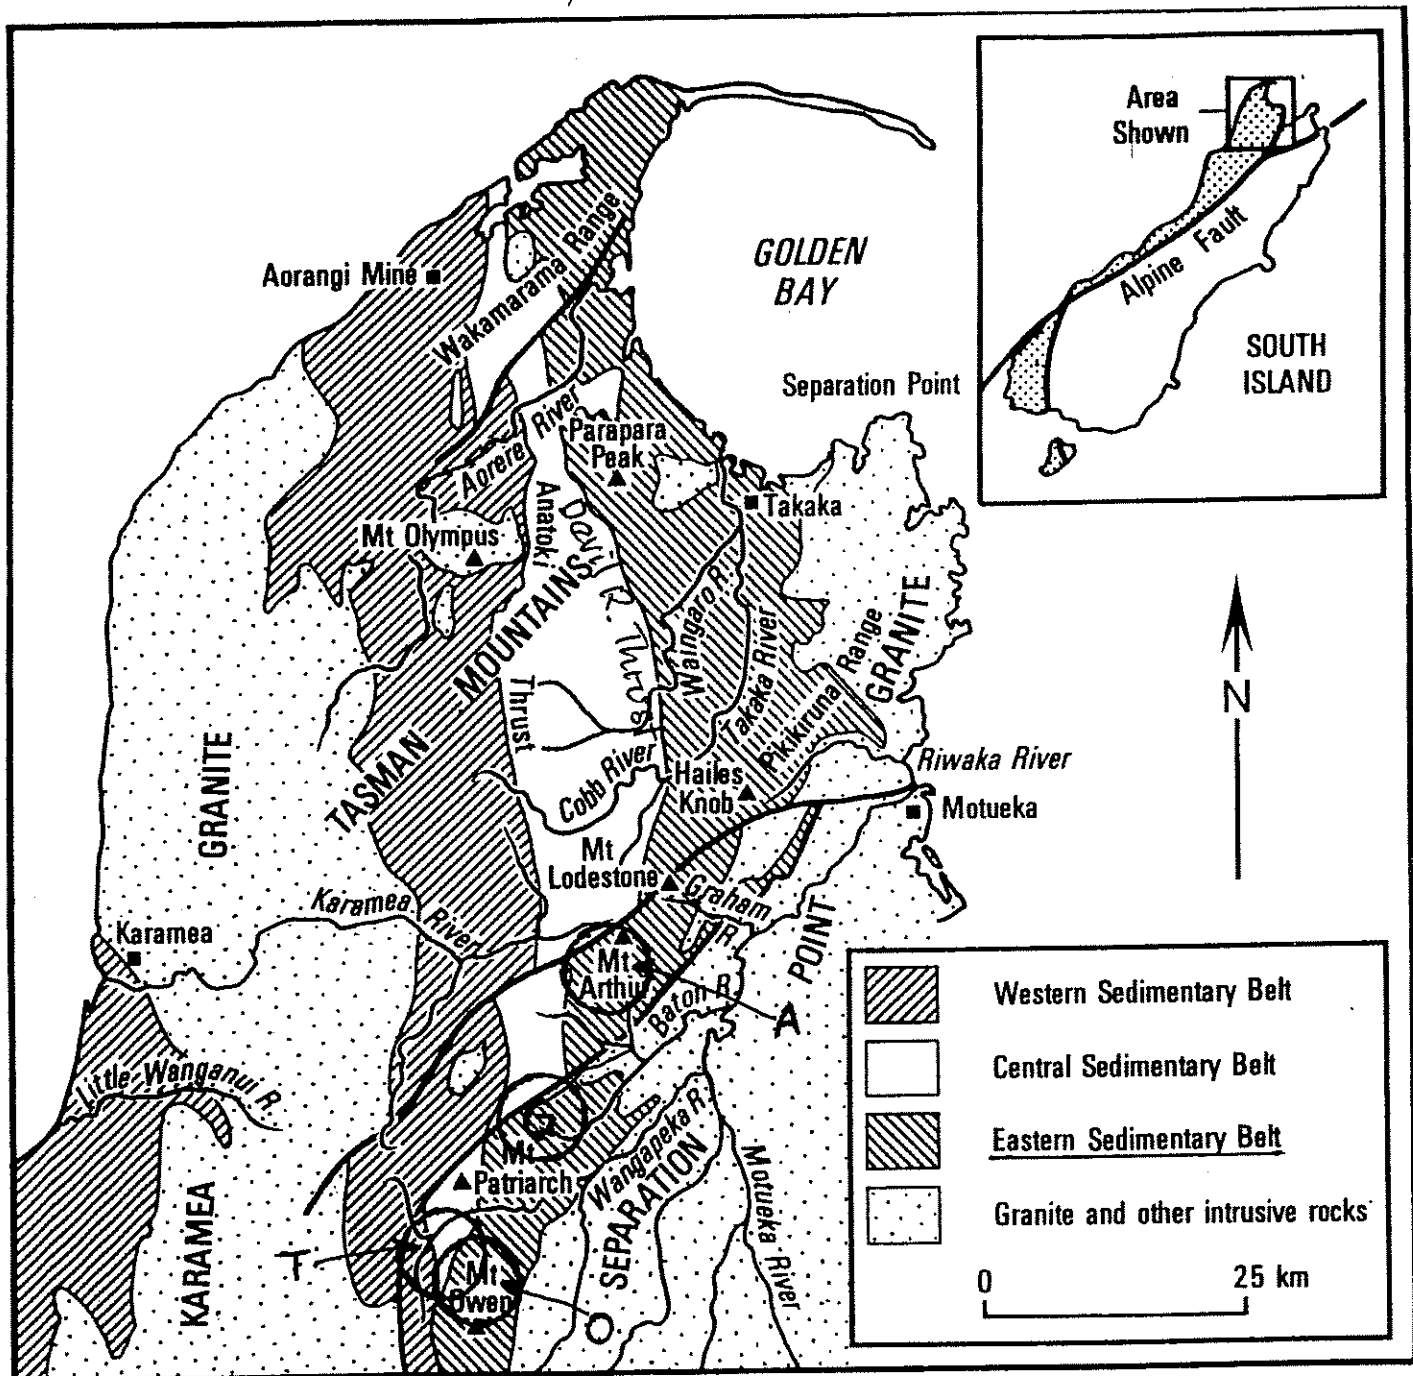 Area
Shown
Alpine Fault
SOUTH
ISLAND
GOLDEN
BAY
Wakamarama Range
Aorangi Mine
Separation Point
Aorere River
Parapara
Peak
Takaka
Anatoki
Thrust
Mt Olympus
TASMAN MOUNTAINS
Waingaro R.
Takaka River
Pikikiruna Range
GRANITE
Cobb River
Hailes
Knob
Riwaka River
Motueka
GRANITE
N
Mt
Lodestone
Graham
R.
Karamea River
Karamea
Mt
Arthur
Baton R.
POINT
A
Little Wanganui R.
Mt
Patriarch
Wangapeka R.
SEPARATION
Motueka River
KARAMEA
T
Mt
Owen
O
Western Sedimentary Belt
Central Sedimentary Belt
Eastern Sedimentary Belt
Granite and other intrusive rocks
0 25 km